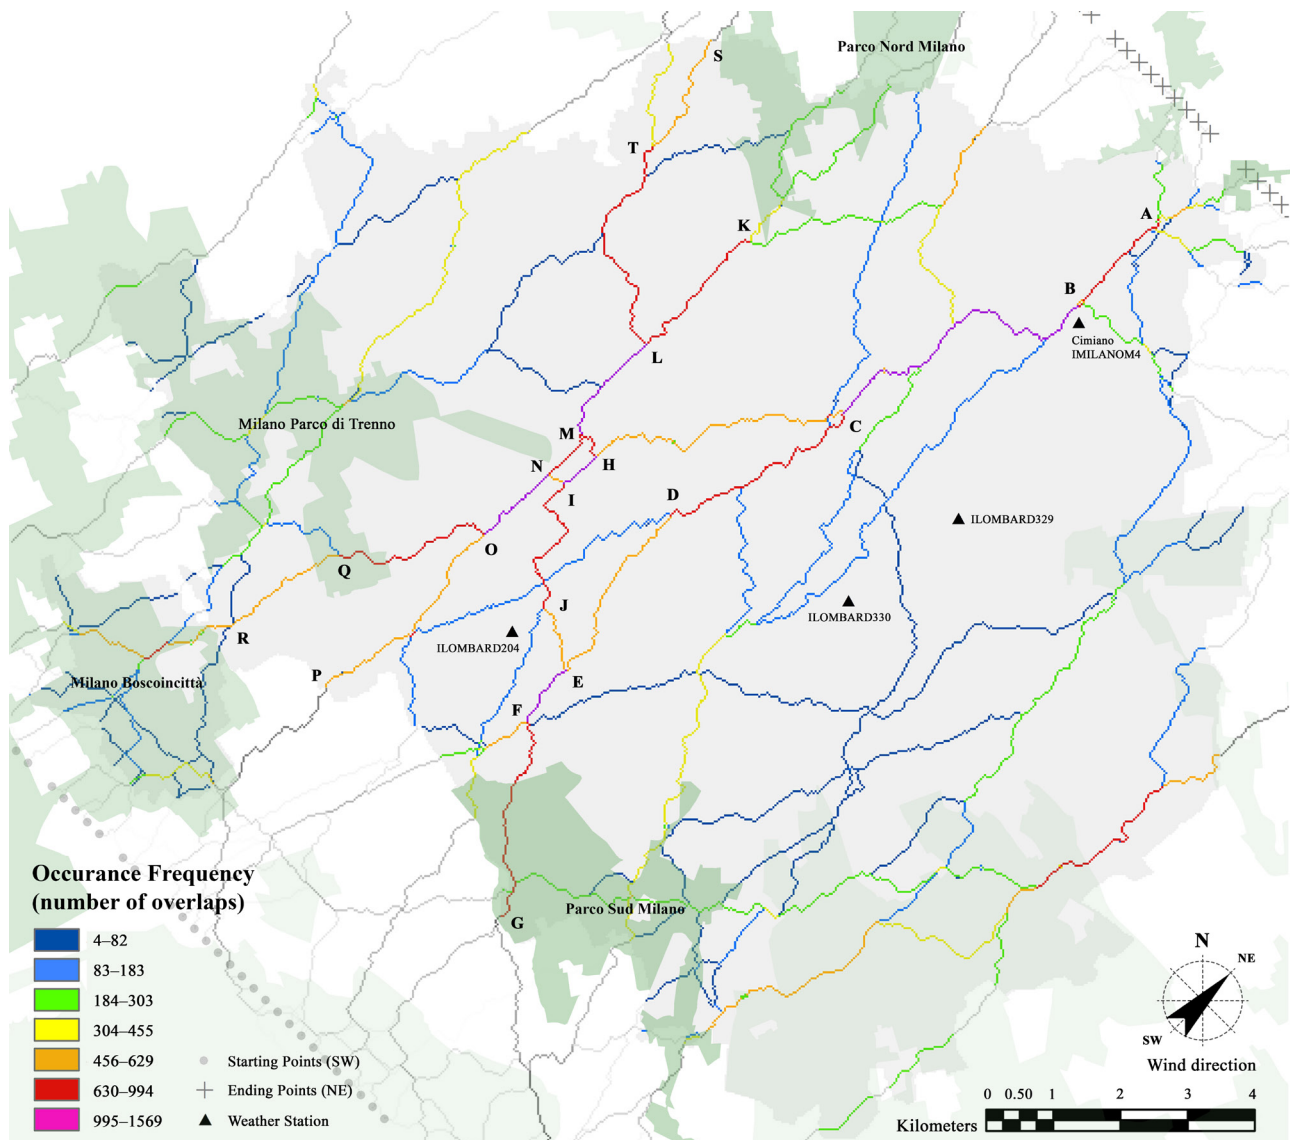 S
Parco Nord Milano
T
A
K
B
Cimiano
IMILANOM4
L
Milano Parco di Trenno
C
M
H
N
I
D
ILOMBARD329
O
Q
J
ILOMBARD330
R
ILOMBARD204
P
E
Milano Boscoincittà
F
Occurance Frequency
(number of overlaps)
4–82
83–183
184–303
304–455
456–629
630–994
995-1569
Starting Points (SW)
Ending Points (NE)
Weather Station
G
Parco Sud Milano
N
NE
SW
Wind direction
0 0.50 1 2 3 4
Kilometers